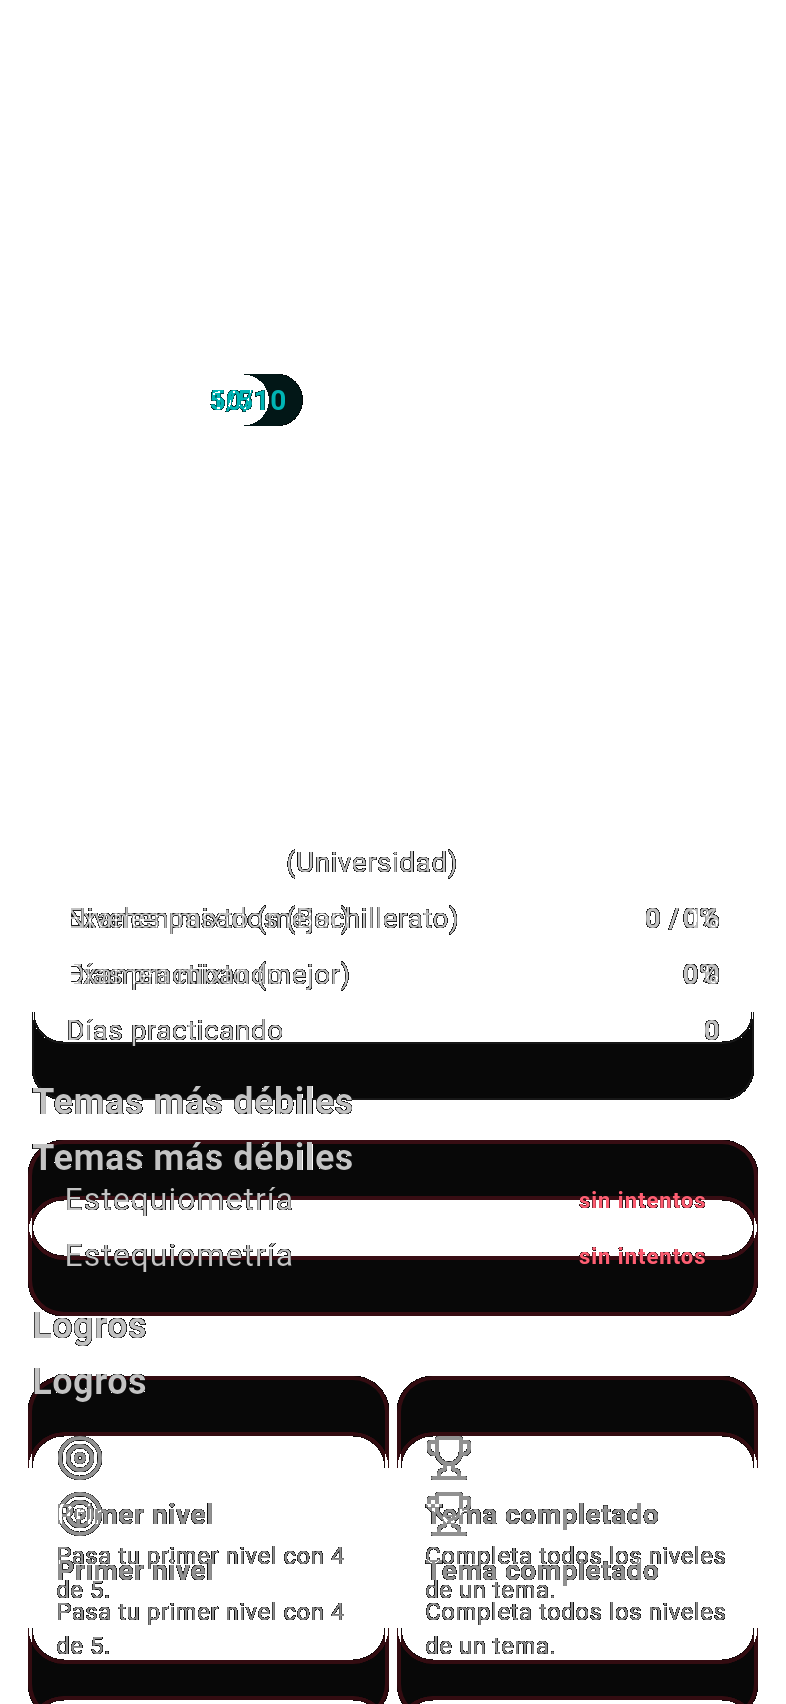 (Universidad)
0%
Días practicando 0
Temas más débiles
Temas más débiles
Estequiometría sin intentos
Estequiometría sin intentos
Logros
Logros
Primer nivel Tema completado
Pasa tu primer nivel con 4 Completa todos los niveles
Primer nivel Tema completado
de 5. de un tema.
Pasa tu primer nivel con 4 Completa todos los niveles
de 5. de un tema.